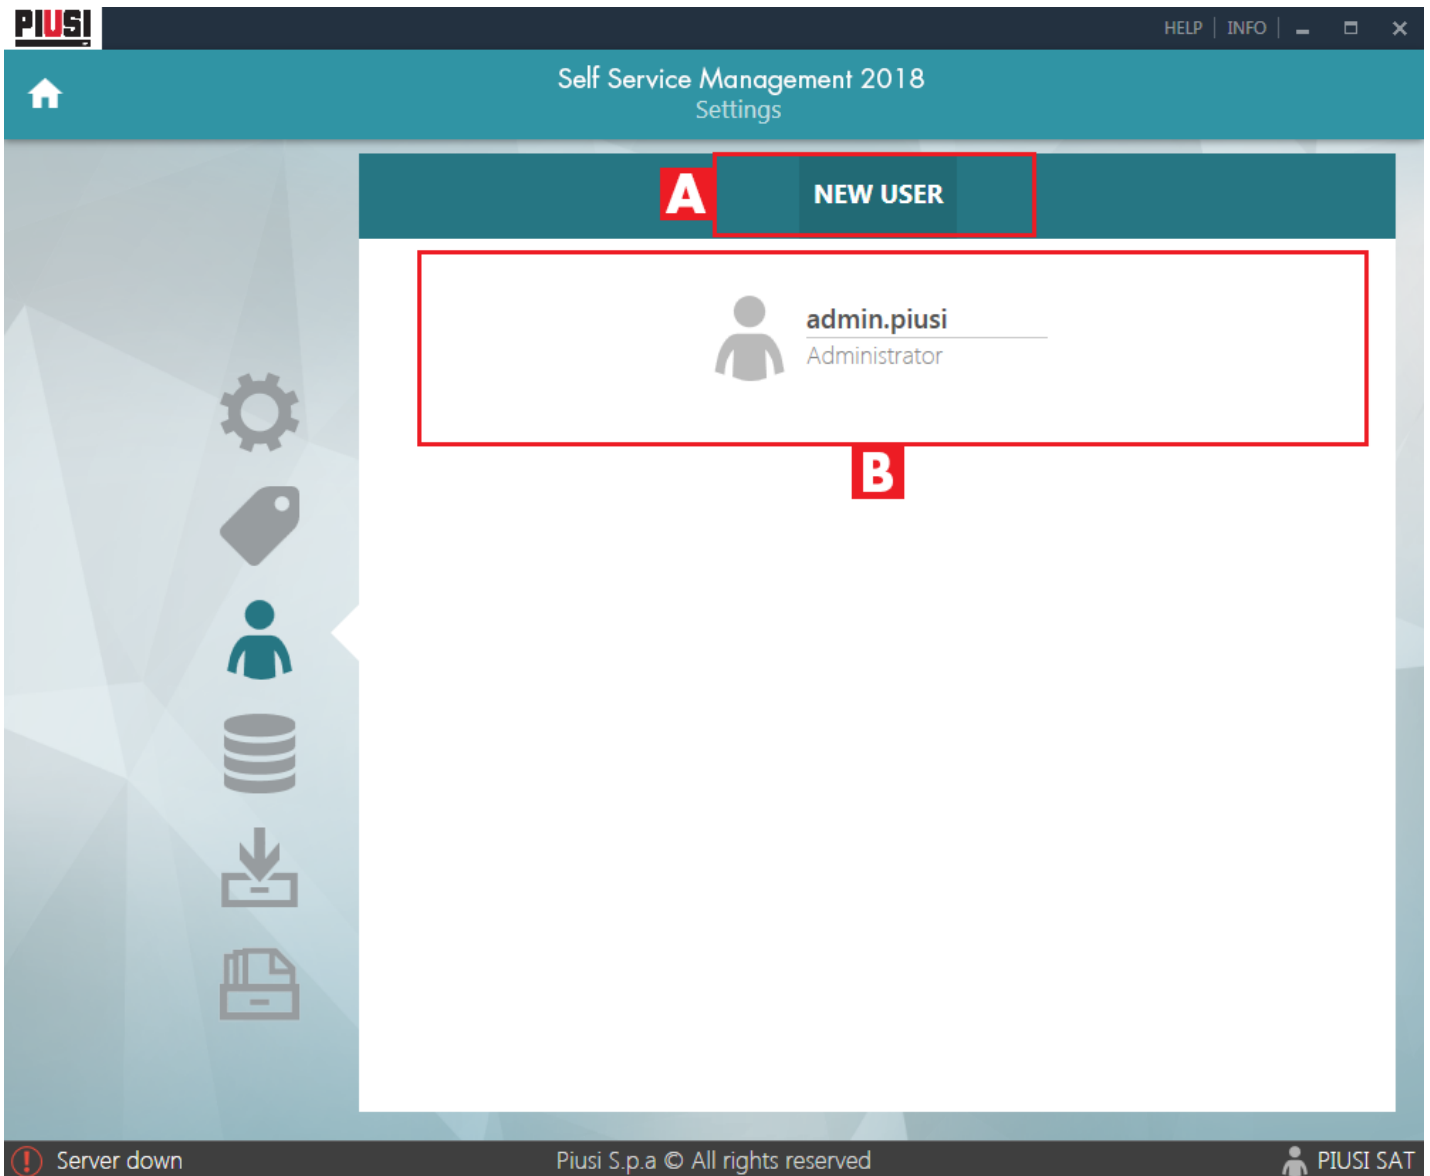 PIUSI
HELP | INFO |
Self Service Management 2018
Settings
A
NEW USER
admin.piusi
Administrator
B
Server down
Piusi S.p.a © All rights reserved
PIUSI SAT